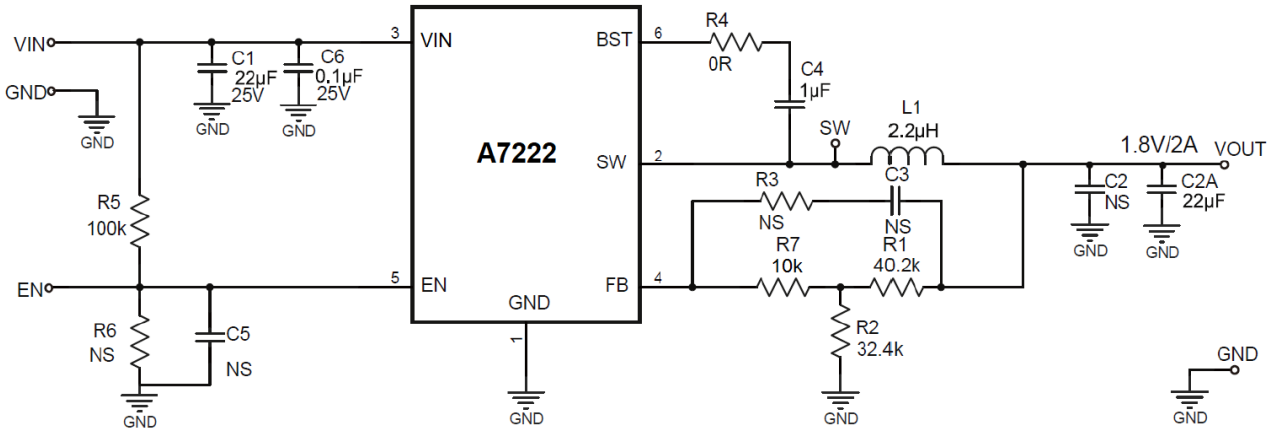 VIN
GND
GND
R5
100k
EN
R6
NS
C5
NS
GND
C1
22µF
25V
GND
C6
0.1µF
25V
GND
3
VIN
A7222
5
EN
GND
1
GND
BST
6
SW
2
FB
4
R4
0R
C4
1µF
SW
L1
2.2µH
R3
NS
C3
NS
R7
10k
R1
40.2k
R2
32.4k
GND
1.8V/2A
VOUT
C2
NS
GND
C2A
22µF
GND
GND
GND